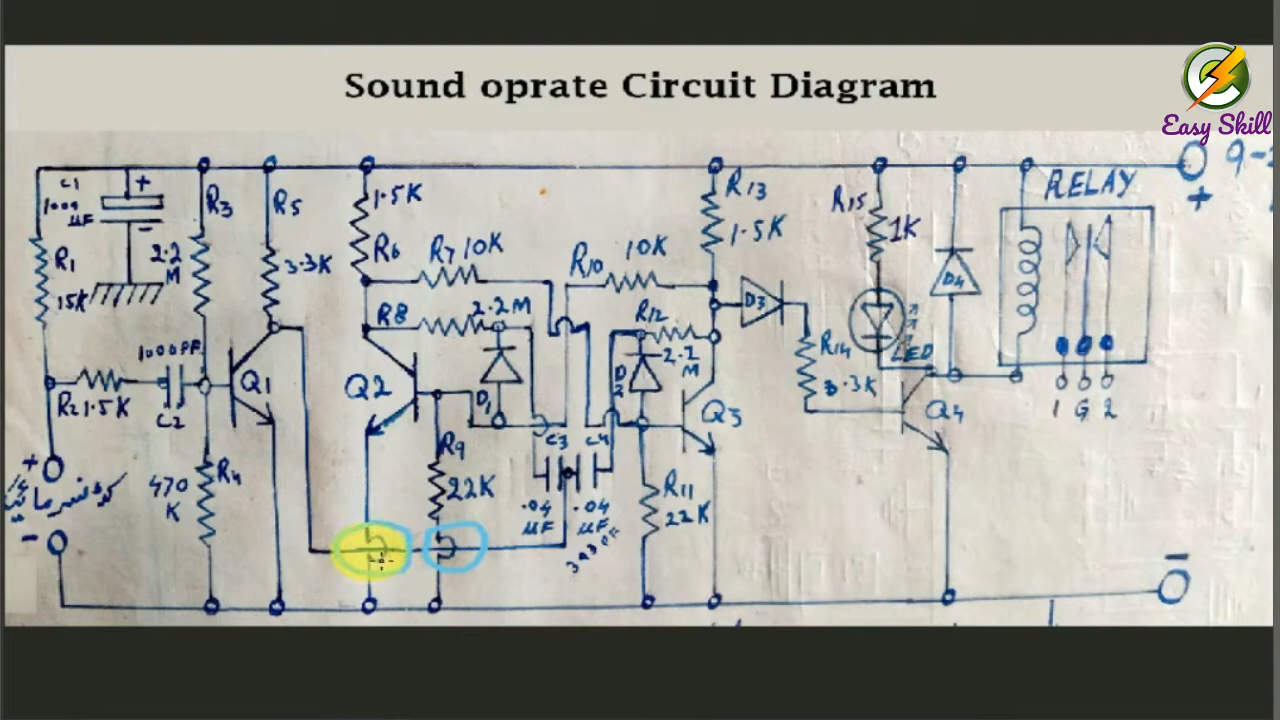 Sound oprate Circuit Diagram
Easy Skill
9-
+
C1
+
100μ
μF
-
R3
R5
1.5K
R13
R15
RELAY
R1
15K
2.2
M
3.3K
R6
R7 10K
R10
10K
1.5K
1K
R8
2.2M
R12
D3
D4
1000PF
2.2
M
R14
LED
R2 1.5K
C2
Q1
Q2
D1
D2
Q3
3.3K
Q4
1 G 2
R9
C3
C4
+
470
K
R4
22K
R11
22K
.04
μF
.04
μF
393PF
-
-